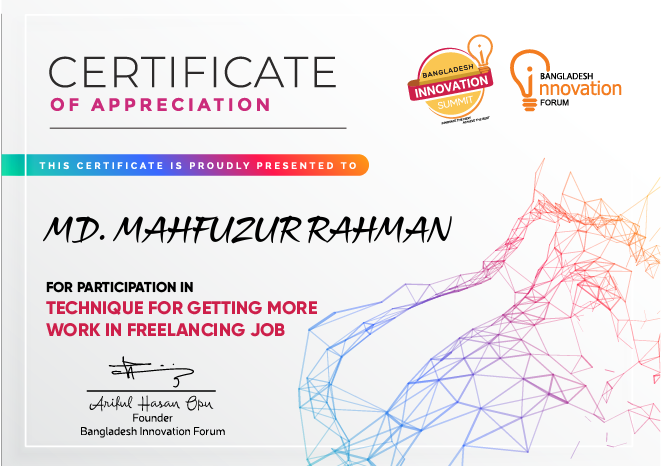 CERTIFICATE
OF APPRECIATION
BANGLADESH
INNOVATION
SUMMIT
BANGLADESH
innovation
FORUM
THIS CERTIFICATE IS PROUDLY PRESENTED TO
MD. MAHFUZUR RAHMAN
FOR PARTICIPATION IN
TECHNIQUE FOR GETTING MORE
WORK IN FREELANCING JOB
Ariful Hasan Opu
Founder
Bangladesh Innovation Forum